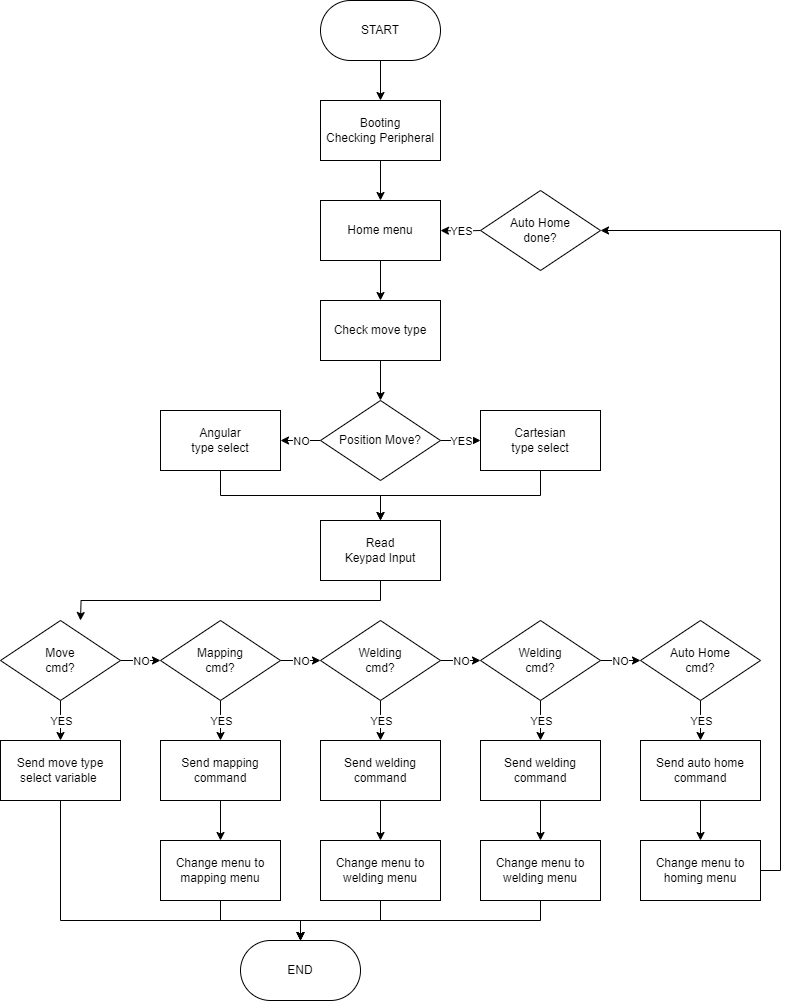 START
Booting
Checking Peripheral
Home menu
YES
Auto Home
done?
Check move type
Angular
type select
NO
Position Move?
YES
Cartesian
type select
Read
Keypad Input
Move
cmd?
NO
Mapping
cmd?
NO
Welding
cmd?
NO
Welding
cmd?
NO
Auto Home
cmd?
YES
YES
YES
YES
YES
Send move type
select variable
Send mapping
command
Send welding
command
Send welding
command
Send auto home
command
Change menu to
mapping menu
Change menu to
welding menu
Change menu to
welding menu
Change menu to
homing menu
END